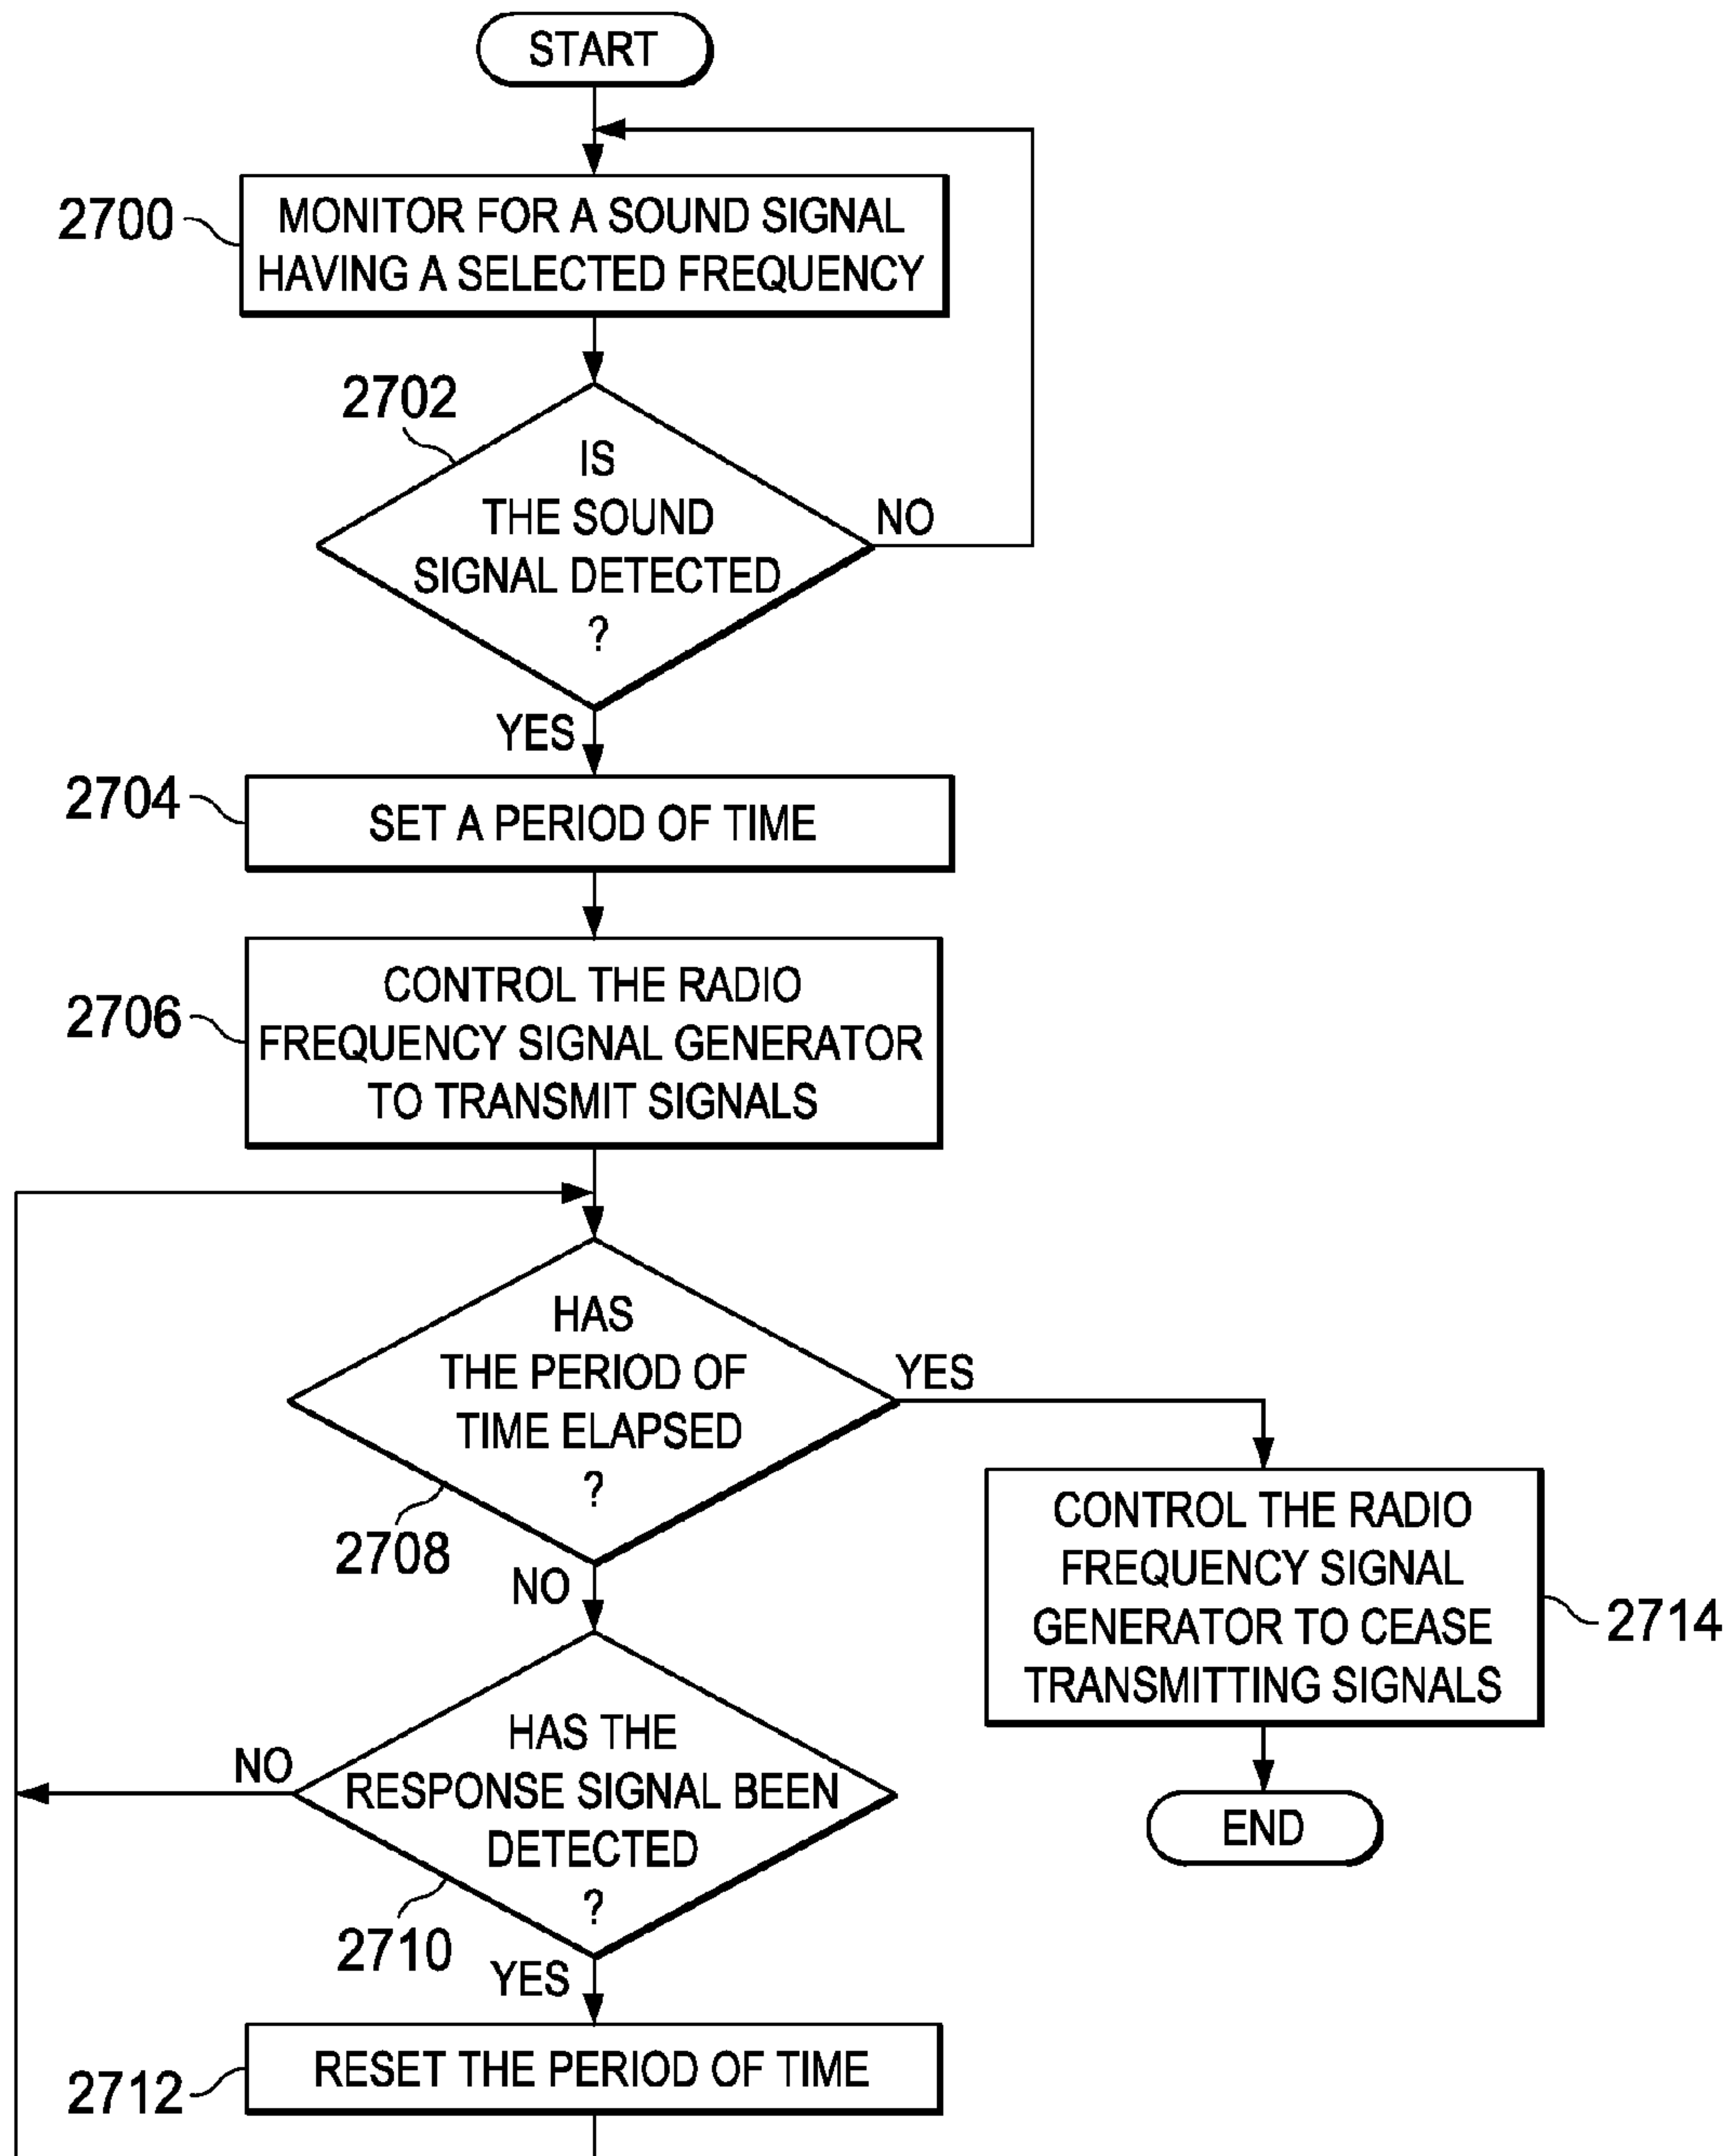 START
2700
MONITOR FOR A SOUND SIGNAL
HAVING A SELECTED FREQUENCY
2702
IS
THE SOUND
SIGNAL DETECTED
?
NO
YES
2704
SET A PERIOD OF TIME
2706
CONTROL THE RADIO
FREQUENCY SIGNAL GENERATOR
TO TRANSMIT SIGNALS
HAS
THE PERIOD OF
TIME ELAPSED
?
YES
2708
NO
CONTROL THE RADIO
FREQUENCY SIGNAL
GENERATOR TO CEASE
TRANSMITTING SIGNALS
2714
END
HAS THE
RESPONSE SIGNAL BEEN
DETECTED
?
NO
2710
YES
2712
RESET THE PERIOD OF TIME